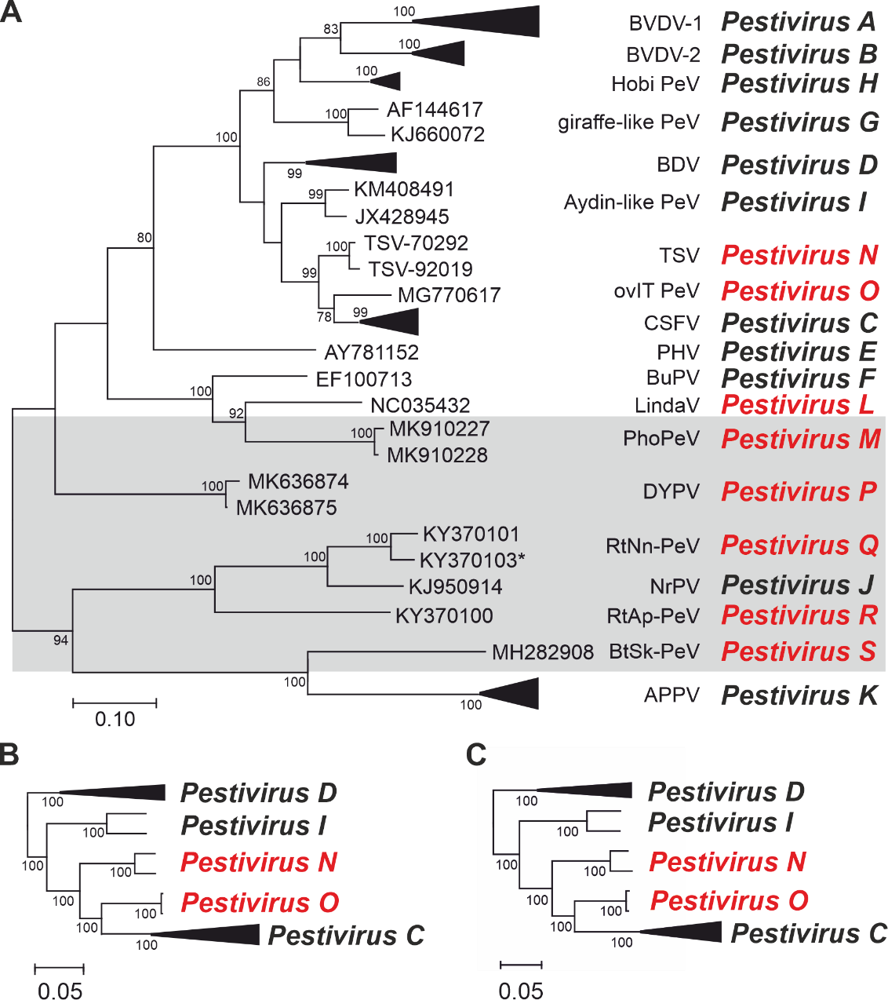 A
100 BVDV-1 Pestivirus A
83
100 BVDV-2 Pestivirus B
100 Hobi PeV Pestivirus H
86
AF144617
100 giraffe-like PeV Pestivirus G
KJ660072
100
99 BDV Pestivirus D
KM408491
99 Aydin-like PeV Pestivirus I
JX428945
80
TSV-70292
100 TSV Pestivirus N
TSV-92019
99
MG770617 ovIT PeV Pestivirus O
78 99 CSFV Pestivirus C
AY781152 PHV Pestivirus E
EF100713 BuPV Pestivirus F
100
NC035432 LindaV Pestivirus L
92
MK910227
100 PhoPeV Pestivirus M
MK910228
MK636874
100 DYPV Pestivirus P
MK636875
KY370101
100 RtNn-PeV Pestivirus Q
KY370103*
100
100 KJ950914 NrPV Pestivirus J
KY370100 RtAp-PeV Pestivirus R
94
MH282908 BtSk-PeV Pestivirus S
100
100 APPV Pestivirus K
0.10
B
100 Pestivirus D
100 Pestivirus I
100
100 Pestivirus N
100
100 Pestivirus O
100
100 Pestivirus C
0.05
C
100 Pestivirus D
100 Pestivirus I
100
100 Pestivirus N
100
100 Pestivirus O
100
100 Pestivirus C
0.05